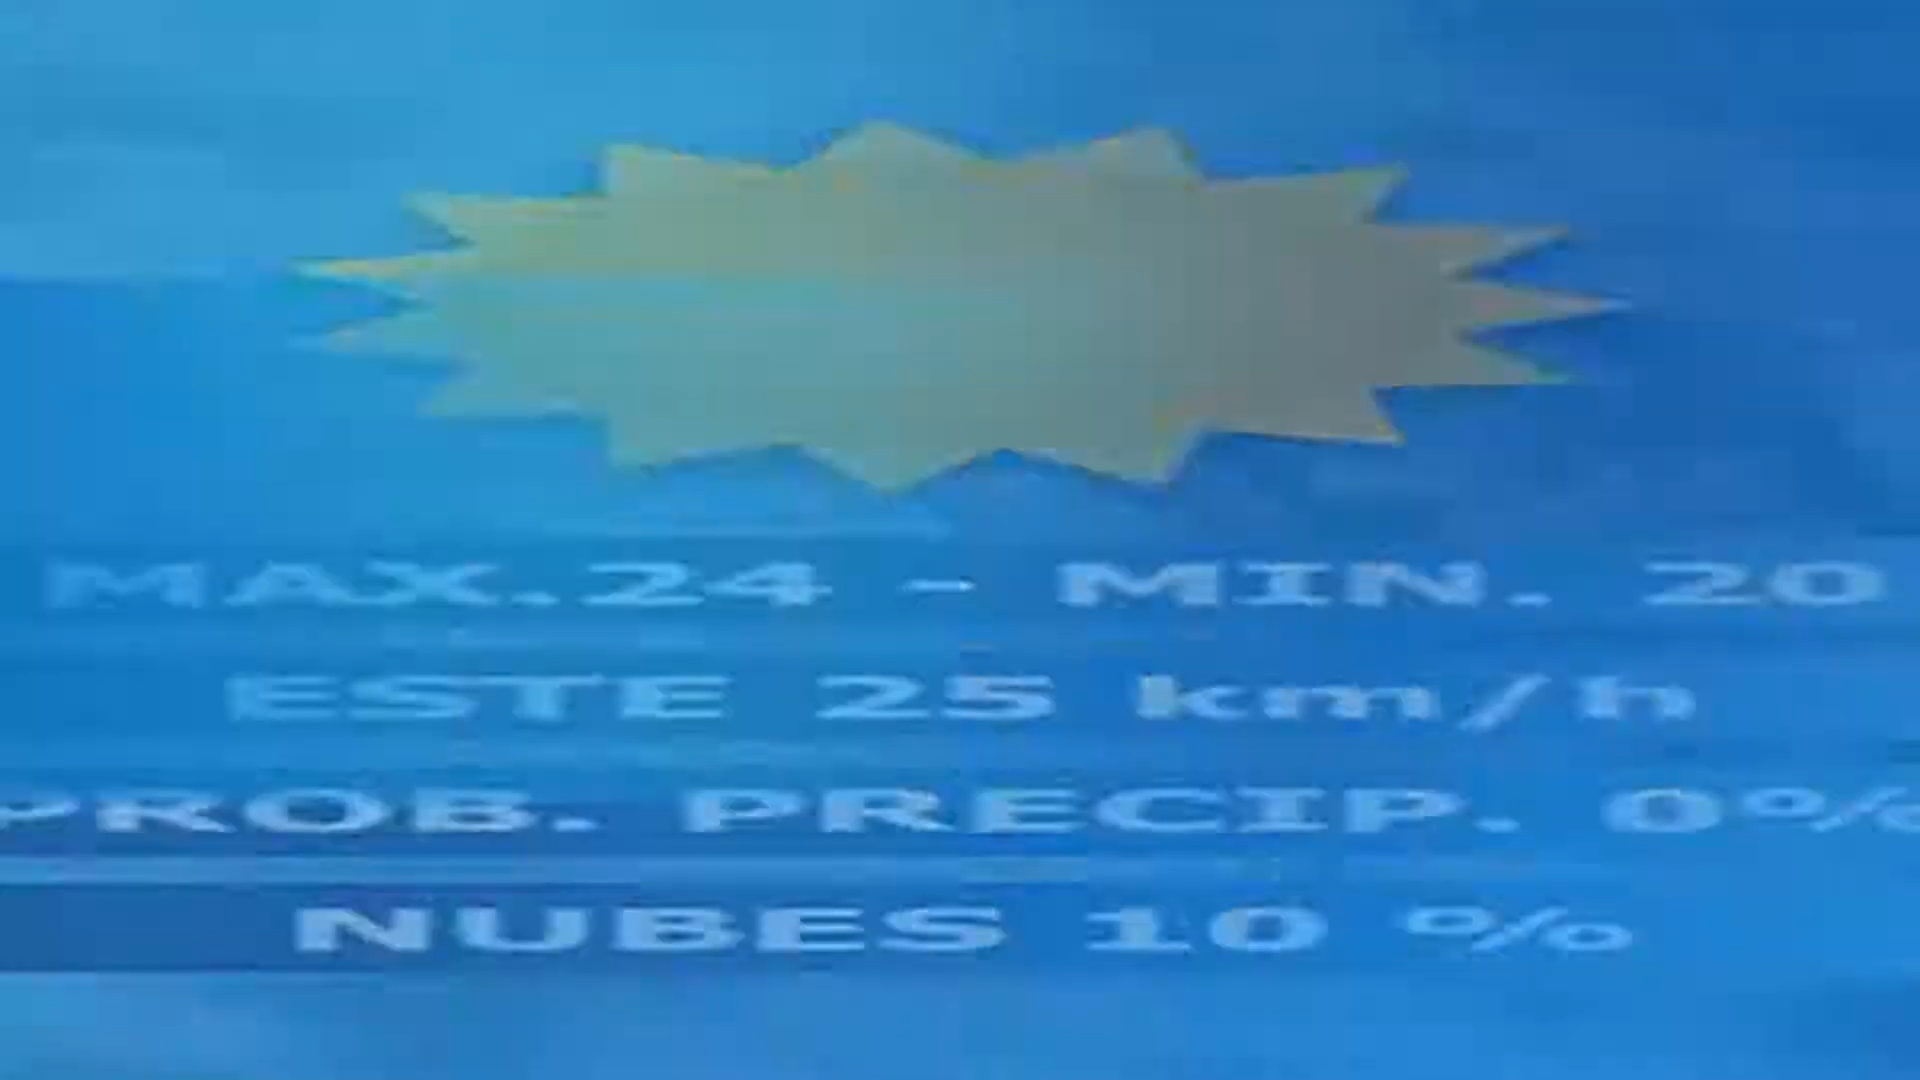 MAX.24 - MIN. 20
ESTE 25 km/h
PROB. PRECIP. 0%
NUBES 10 %